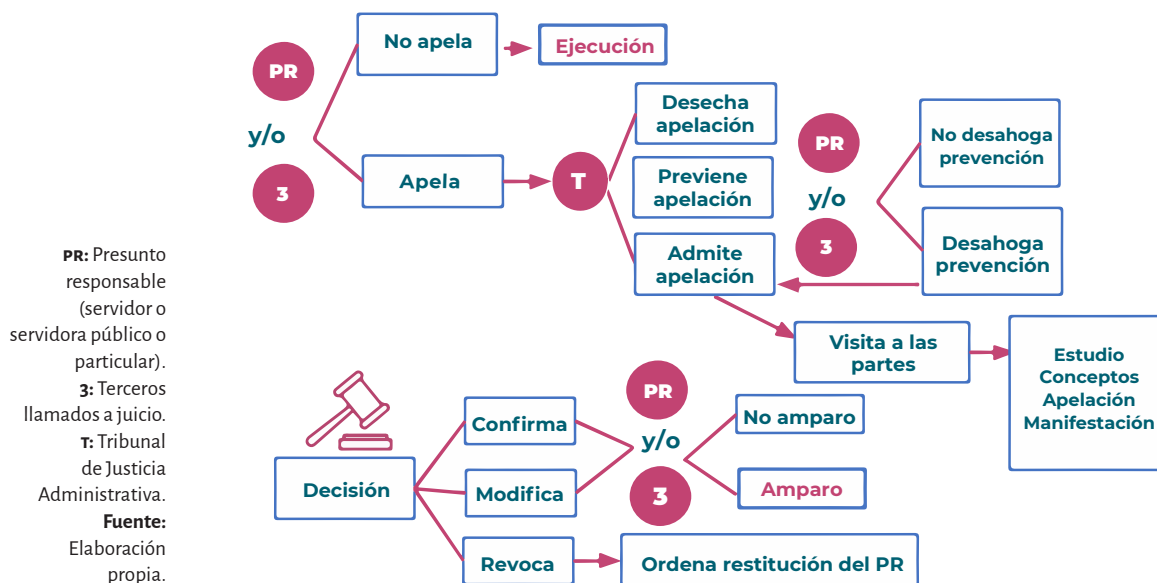 PR
y/o
3
No apela
Ejecución
Apela
T
Desecha
apelación
Previene
apelación
Admite
apelación
PR
y/o
3
No desahoga
prevención
Desahoga
prevención
Visita a las
partes
Estudio
Conceptos
Apelación
Manifestación
Decisión
Confirma
Modifica
Revoca
PR
y/o
3
No amparo
Amparo
Ordena restitución del PR
PR: Presunto
responsable
(servidor o
servidora público o
particular).
3: Terceros
llamados a juicio.
T: Tribunal
de Justicia
Administrativa.
Fuente:
Elaboración
propia.